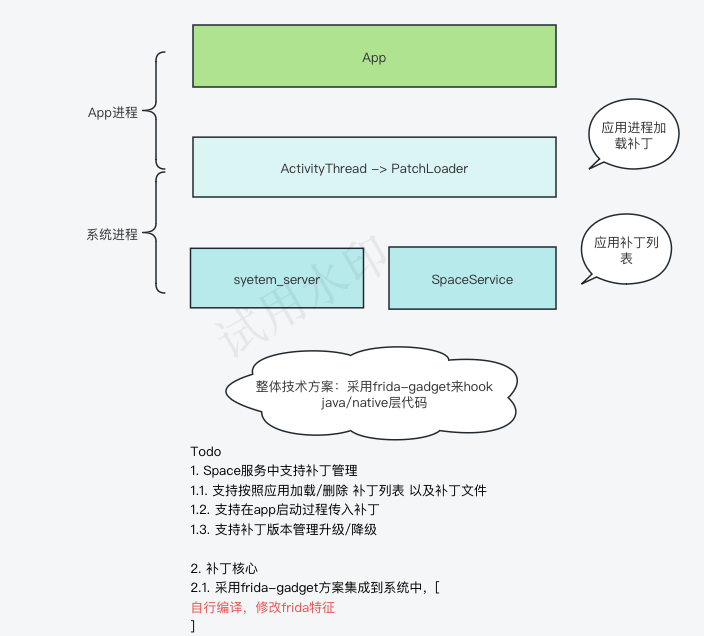 App
App进程
应用进程加
载补丁
ActivityThread -> PatchLoader
系统进程
应用补丁列
表
syetem_server
SpaceService
试用水印
整体技术方案：采用frida-gadget来hook
java/native层代码
Todo
1. Space服务中支持补丁管理
1.1. 支持按照应用加载/删除 补丁列表 以及补丁文件
1.2. 支持在app启动过程传入补丁
1.3. 支持补丁版本管理升级/降级
2. 补丁核心
2.1. 采用frida-gadget方案集成到系统中，[
自行编译，修改frida特征
]